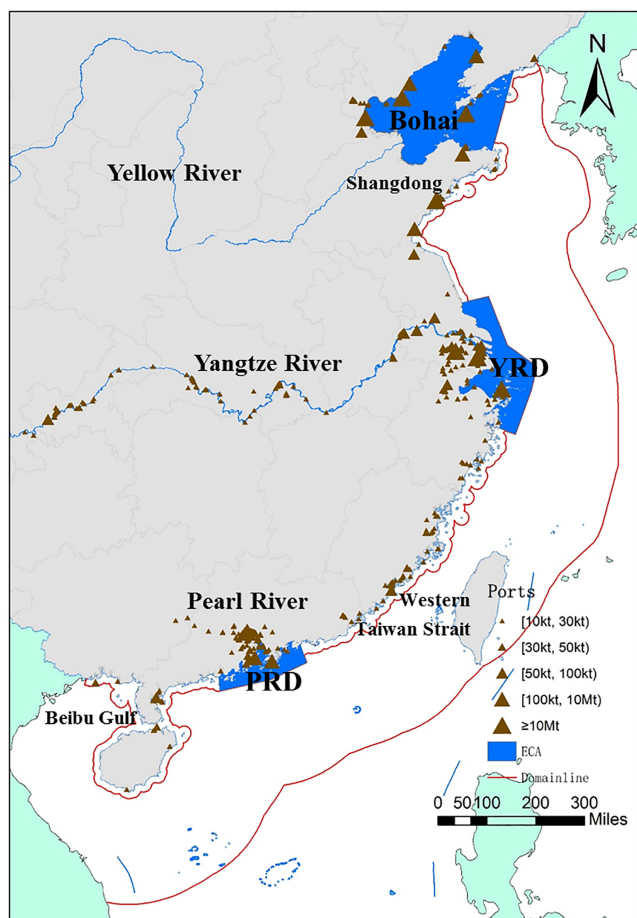 N
Bohai
Yellow River
Shangdong
Yangtze River
YRD
Pearl River
Western
Taiwan Strait
PRD
Beibu Gulf
Ports
[10kt, 30kt)
[30kt, 50kt)
[50kt, 100kt)
[100kt, 10Mt)
≥10Mt
ECA
Domainline
0 50 100 200 300
Miles